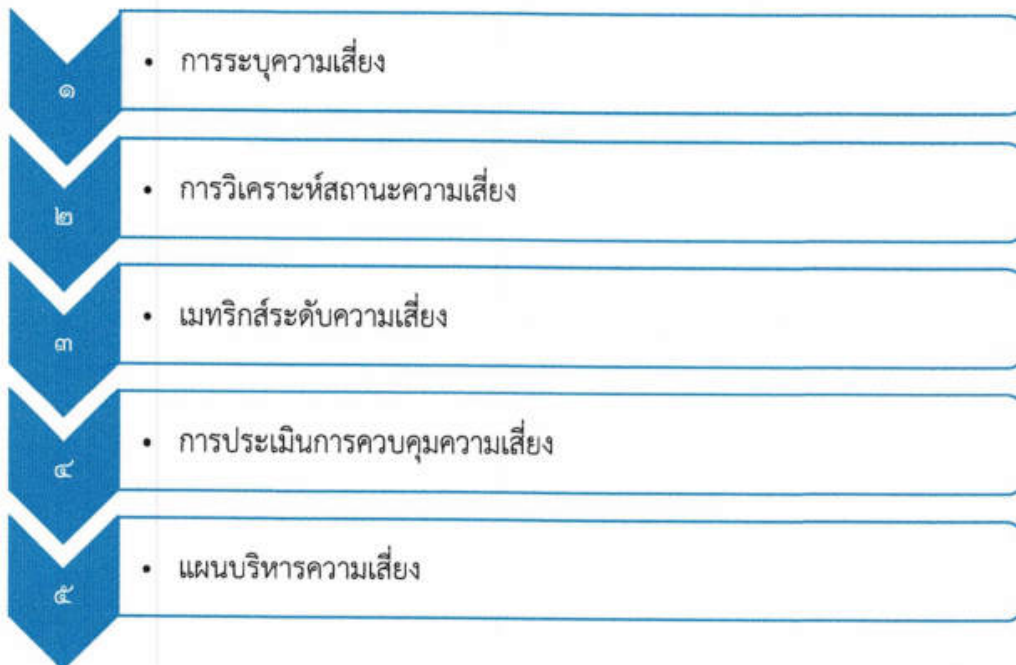 ๑
• การระบุความเสี่ยง
๒
• การวิเคราะห์สถานะความเสี่ยง
๓
• เมทริกส์ระดับความเสี่ยง
๔
• การประเมินการควบคุมความเสี่ยง
๕
• แผนบริหารความเสี่ยง